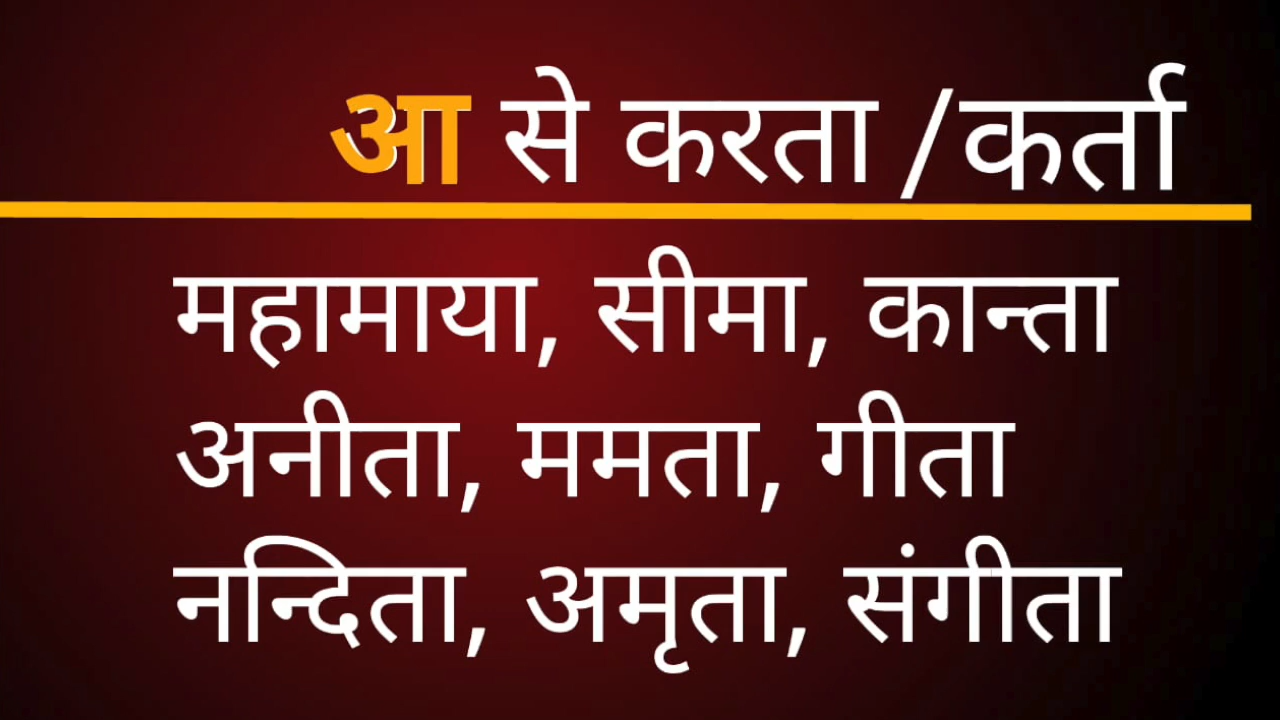 आ से करता /कर्ता
महामाया, सीमा, कान्ता
अनीता, ममता, गीता
नन्दिता, अमृता, संगीता